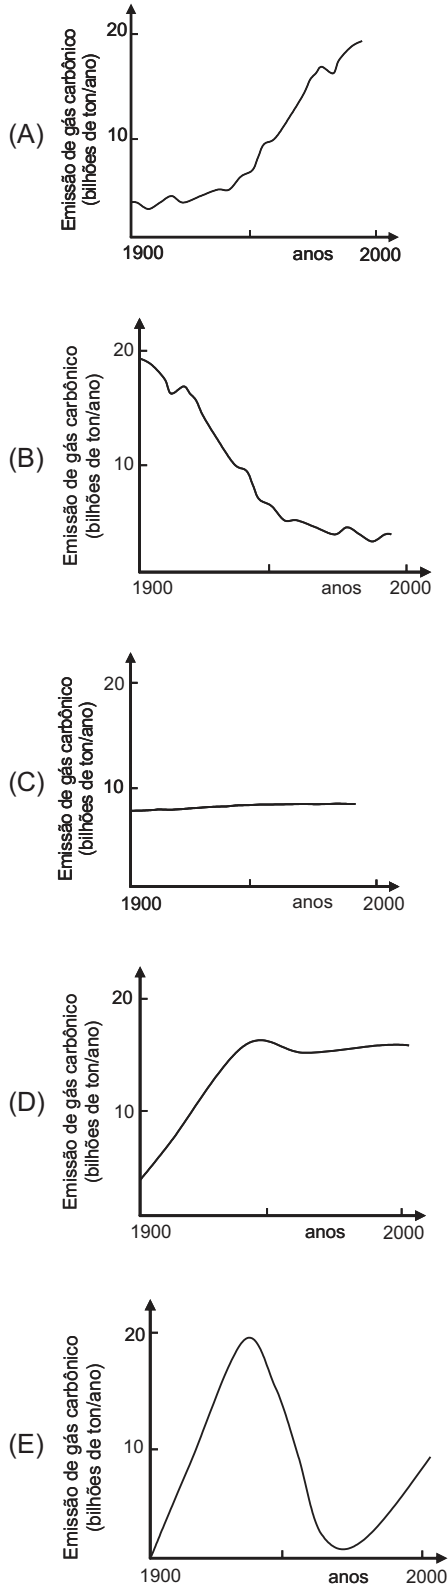 (A)
Emissão de gás carbônico
(bilhões de ton/ano)
20
10
1900 anos 2000
(B)
Emissão de gás carbônico
(bilhões de ton/ano)
20
10
1900 anos 2000
(C)
Emissão de gás carbônico
(bilhões de ton/ano)
20
10
1900 anos 2000
(D)
Emissão de gás carbônico
(bilhões de ton/ano)
20
10
1900 anos 2000
(E)
Emissão de gás carbônico
(bilhões de ton/ano)
20
10
1900 anos 2000